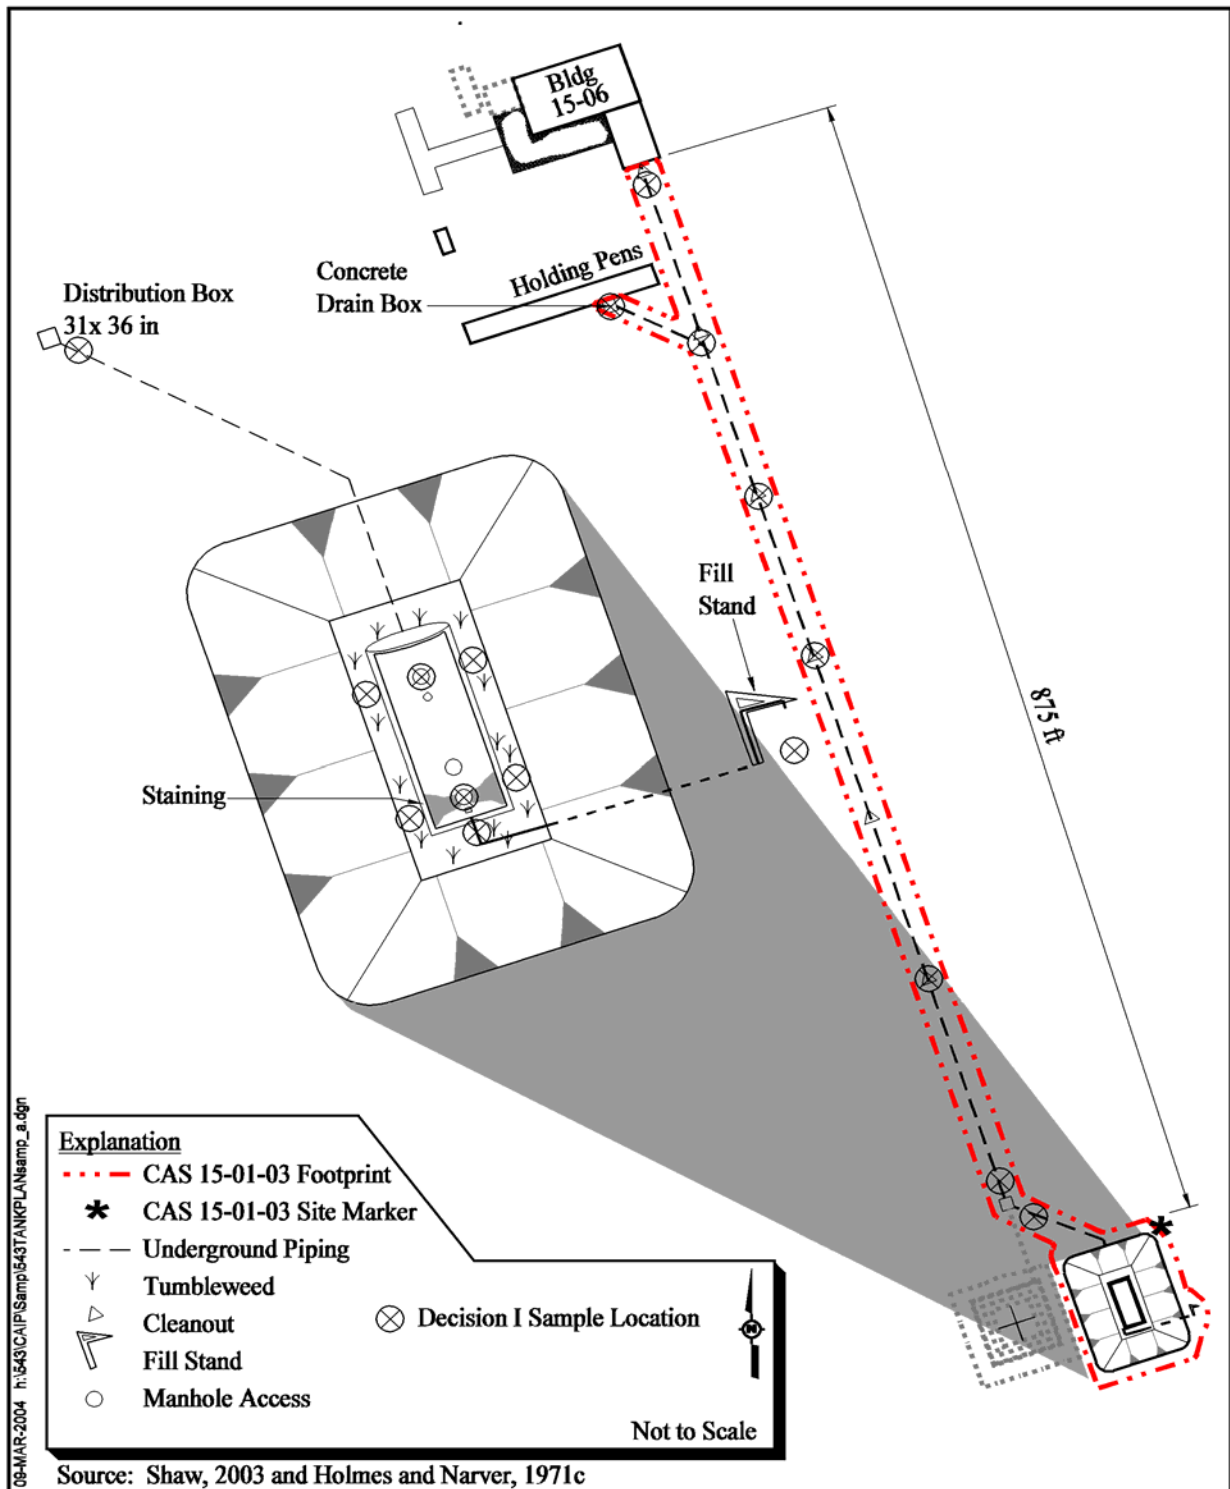 Bldg
15-06
Concrete
Drain Box
Holding Pens
Distribution Box
31x 36 in
Fill
Stand
875 ft
Staining
Explanation
CAS 15-01-03 Footprint
CAS 15-01-03 Site Marker
Underground Piping
Tumbleweed
Cleanout
Fill Stand
Manhole Access
Decision I Sample Location
N
Not to Scale
Source: Shaw, 2003 and Holmes and Narver, 1971c
09-MAR-2004 h:\543\CAIP\Samp\543TANKPLANsamp_a.dgn